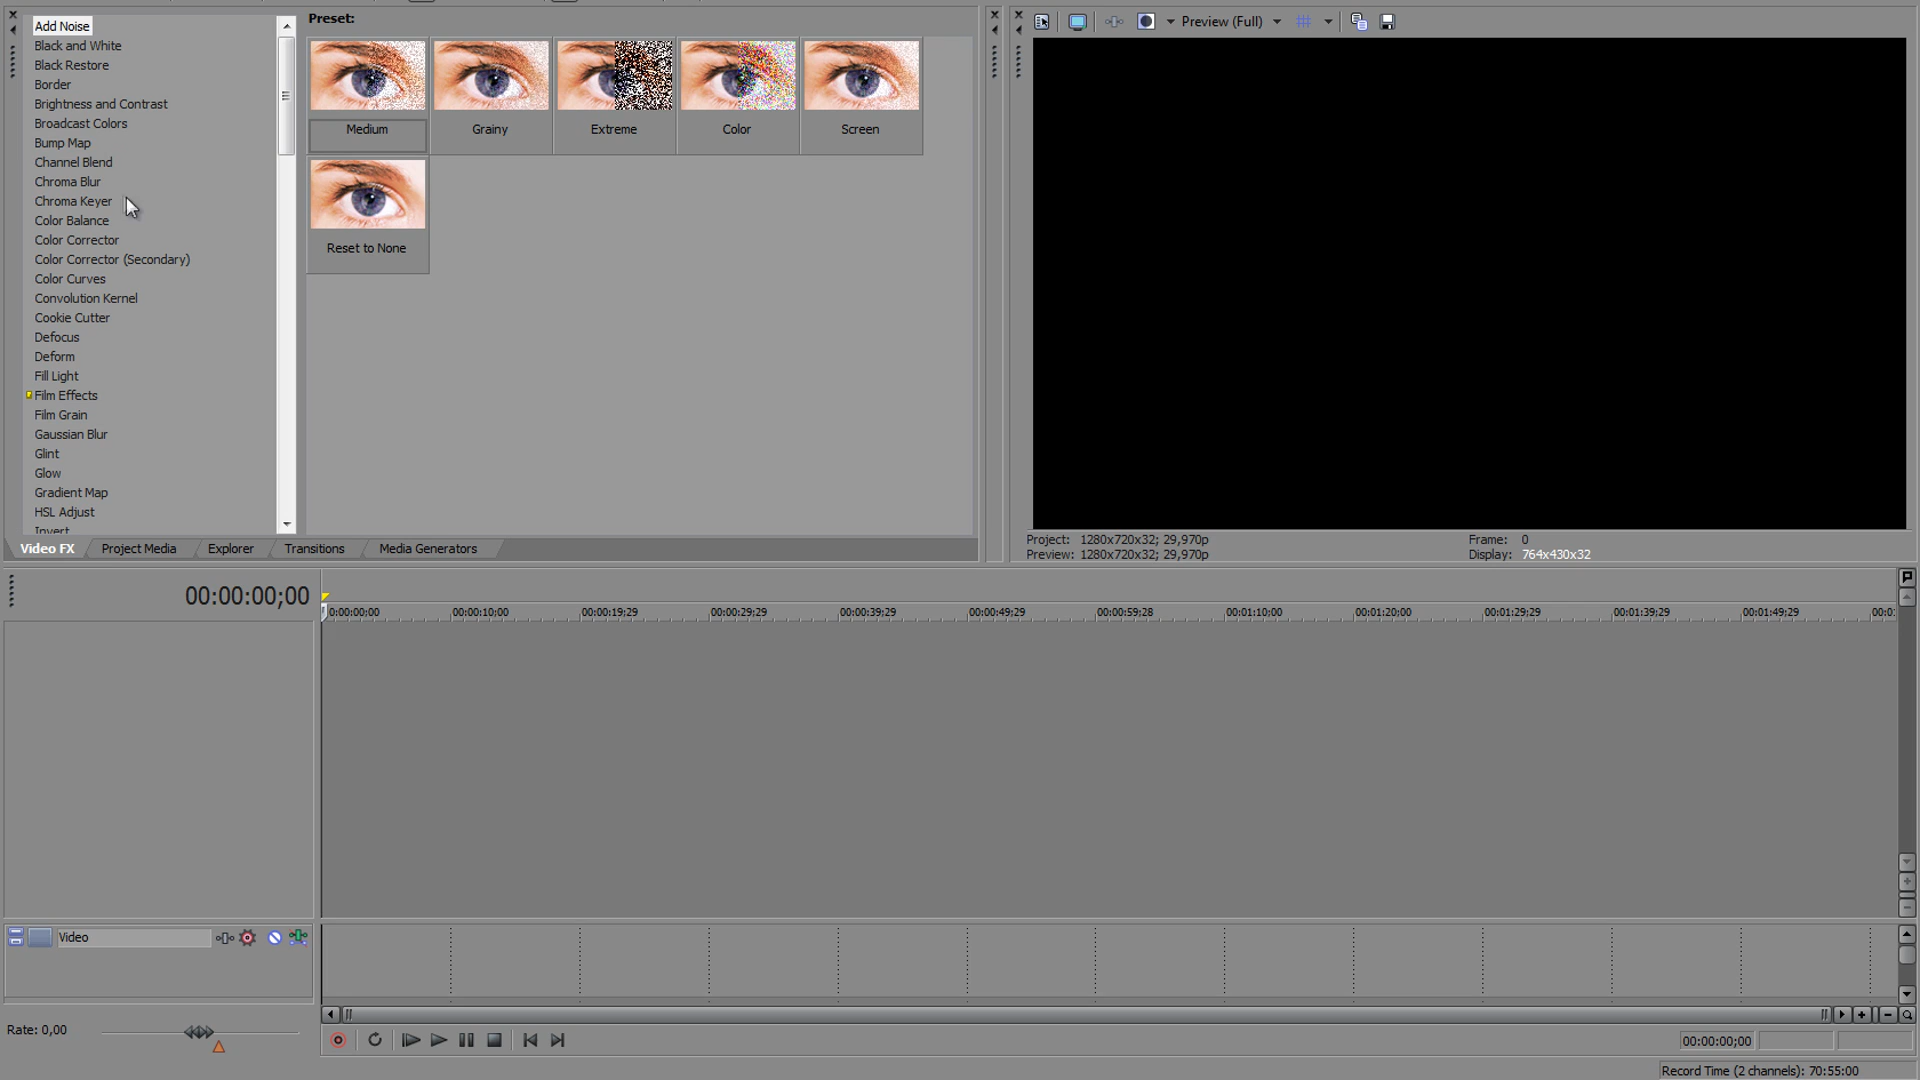 Add Noise
Black and White
Black Restore
Border
Brightness and Contrast
Broadcast Colors
Bump Map
Channel Blend
Chroma Blur
Chroma Keyer
Color Balance
Color Corrector
Color Corrector (Secondary)
Color Curves
Convolution Kernel
Cookie Cutter
Defocus
Deform
Fill Light
Film Effects
Film Grain
Gaussian Blur
Glint
Glow
Gradient Map
HSL Adjust
Invert
Preset:
Medium Grainy Extreme Color Screen
Reset to None
Preview (Full)
Project: 1280x720x32; 29,970p Frame: 0
Preview: 1280x720x32; 29,970p Display: 764x430x32
Video FX Project Media Explorer Transitions Media Generators
00:00:00;00
0:00:00;00 00:00:10;00 00:00:19;29 00:00:29;29 00:00:39;29 00:00:49;29 00:00:59;28 00:01:10;00 00:01:20;00 00:01:29;29 00:01:39;29 00:01:49;29 00:0
Video
Rate: 0,00
00:00:00;00
Record Time (2 channels): 70:55:00